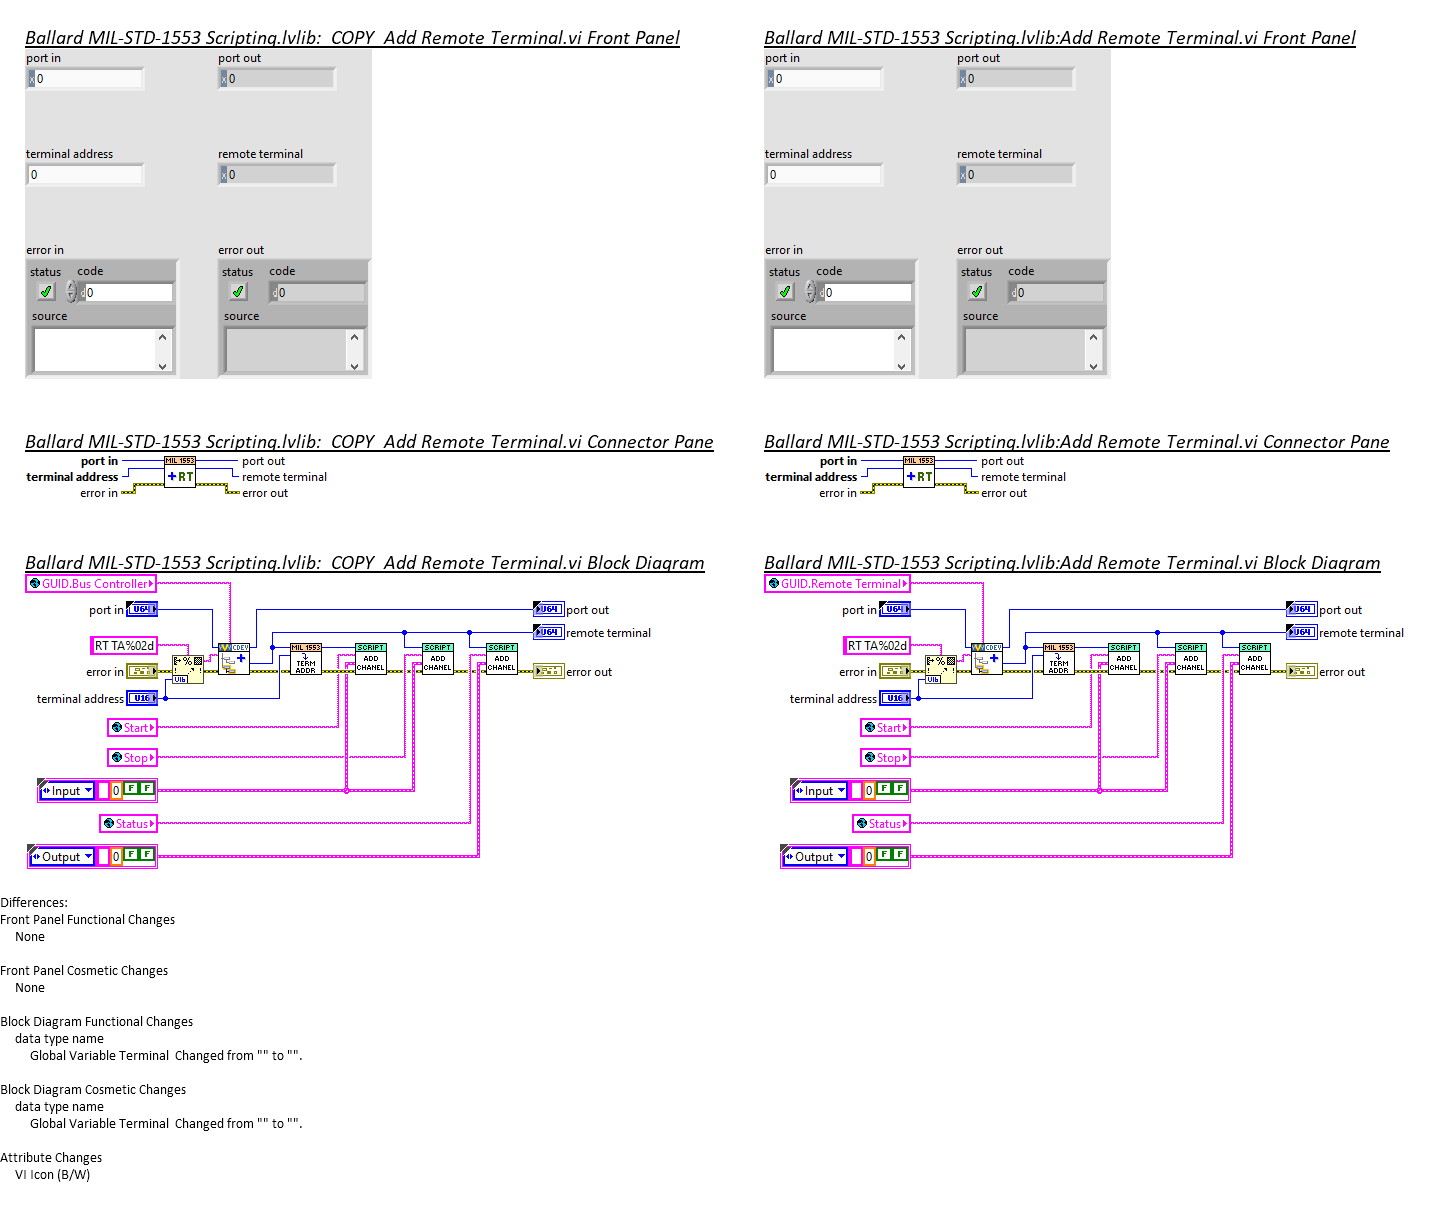 Ballard MIL-STD-1553 Scripting.lvlib:_COPY_Add Remote Terminal.vi Front Panel
port in
port out
x 0
x 0
terminal address
remote terminal
0
x 0
error in
error out
status code
status code
d 0
d 0
source
source
Ballard MIL-STD-1553 Scripting.lvlib:Add Remote Terminal.vi Front Panel
port in
port out
x 0
x 0
terminal address
remote terminal
0
x 0
error in
error out
status code
status code
d 0
d 0
source
source
Ballard MIL-STD-1553 Scripting.lvlib:_COPY_Add Remote Terminal.vi Connector Pane
port in
MIL 1553
port out
terminal address
+RT
remote terminal
error in
error out
Ballard MIL-STD-1553 Scripting.lvlib:Add Remote Terminal.vi Connector Pane
port in
MIL 1553
port out
terminal address
+RT
remote terminal
error in
error out
Ballard MIL-STD-1553 Scripting.lvlib:_COPY_Add Remote Terminal.vi Block Diagram
GUID.Bus Controller
port in
U64
U64
port out
U64
remote terminal
RT TA%02d
CDEV
MIL 1553
TERM
ADDR
SCRIPT
ADD
CHANEL
SCRIPT
ADD
CHANEL
SCRIPT
ADD
CHANEL
error in
error out
terminal address
U16
Start
Stop
Input
0
F F
Status
Output
0
F F
Ballard MIL-STD-1553 Scripting.lvlib:Add Remote Terminal.vi Block Diagram
GUID.Remote Terminal
port in
U64
U64
port out
U64
remote terminal
RT TA%02d
CDEV
MIL 1553
TERM
ADDR
SCRIPT
ADD
CHANEL
SCRIPT
ADD
CHANEL
SCRIPT
ADD
CHANEL
error in
error out
terminal address
U16
Start
Stop
Input
0
F F
Status
Output
0
F F
Differences:
Front Panel Functional Changes
None
Front Panel Cosmetic Changes
None
Block Diagram Functional Changes
data type name
Global Variable Terminal  Changed from "" to "".
Block Diagram Cosmetic Changes
data type name
Global Variable Terminal  Changed from "" to "".
Attribute Changes
VI Icon (B/W)